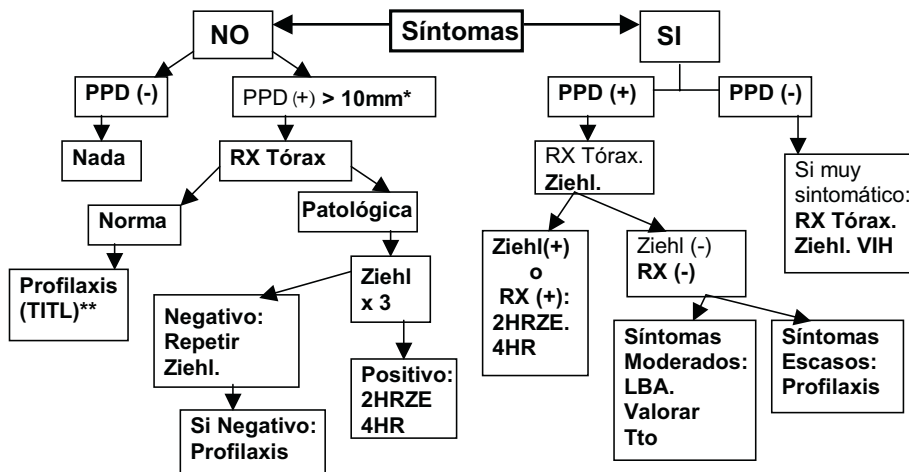 NO
Síntomas
SI
PPD (-)
PPD (+) > 10mm*
PPD (+)
PPD (-)
Nada
RX Tórax
RX Tórax.
Ziehl.
Si muy
sintomático:
RX Tórax.
Ziehl. VIH
Norma
Patológica
Ziehl(+)
o
RX (+):
2HRZE.
4HR
Ziehl (-)
RX (-)
Profilaxis
(TITL)**
Ziehl
x 3
Negativo:
Repetir
Ziehl.
Síntomas
Moderados:
LBA.
Valorar
Tto
Síntomas
Escasos:
Profilaxis
Positivo:
2HRZE
4HR
Si Negativo:
Profilaxis